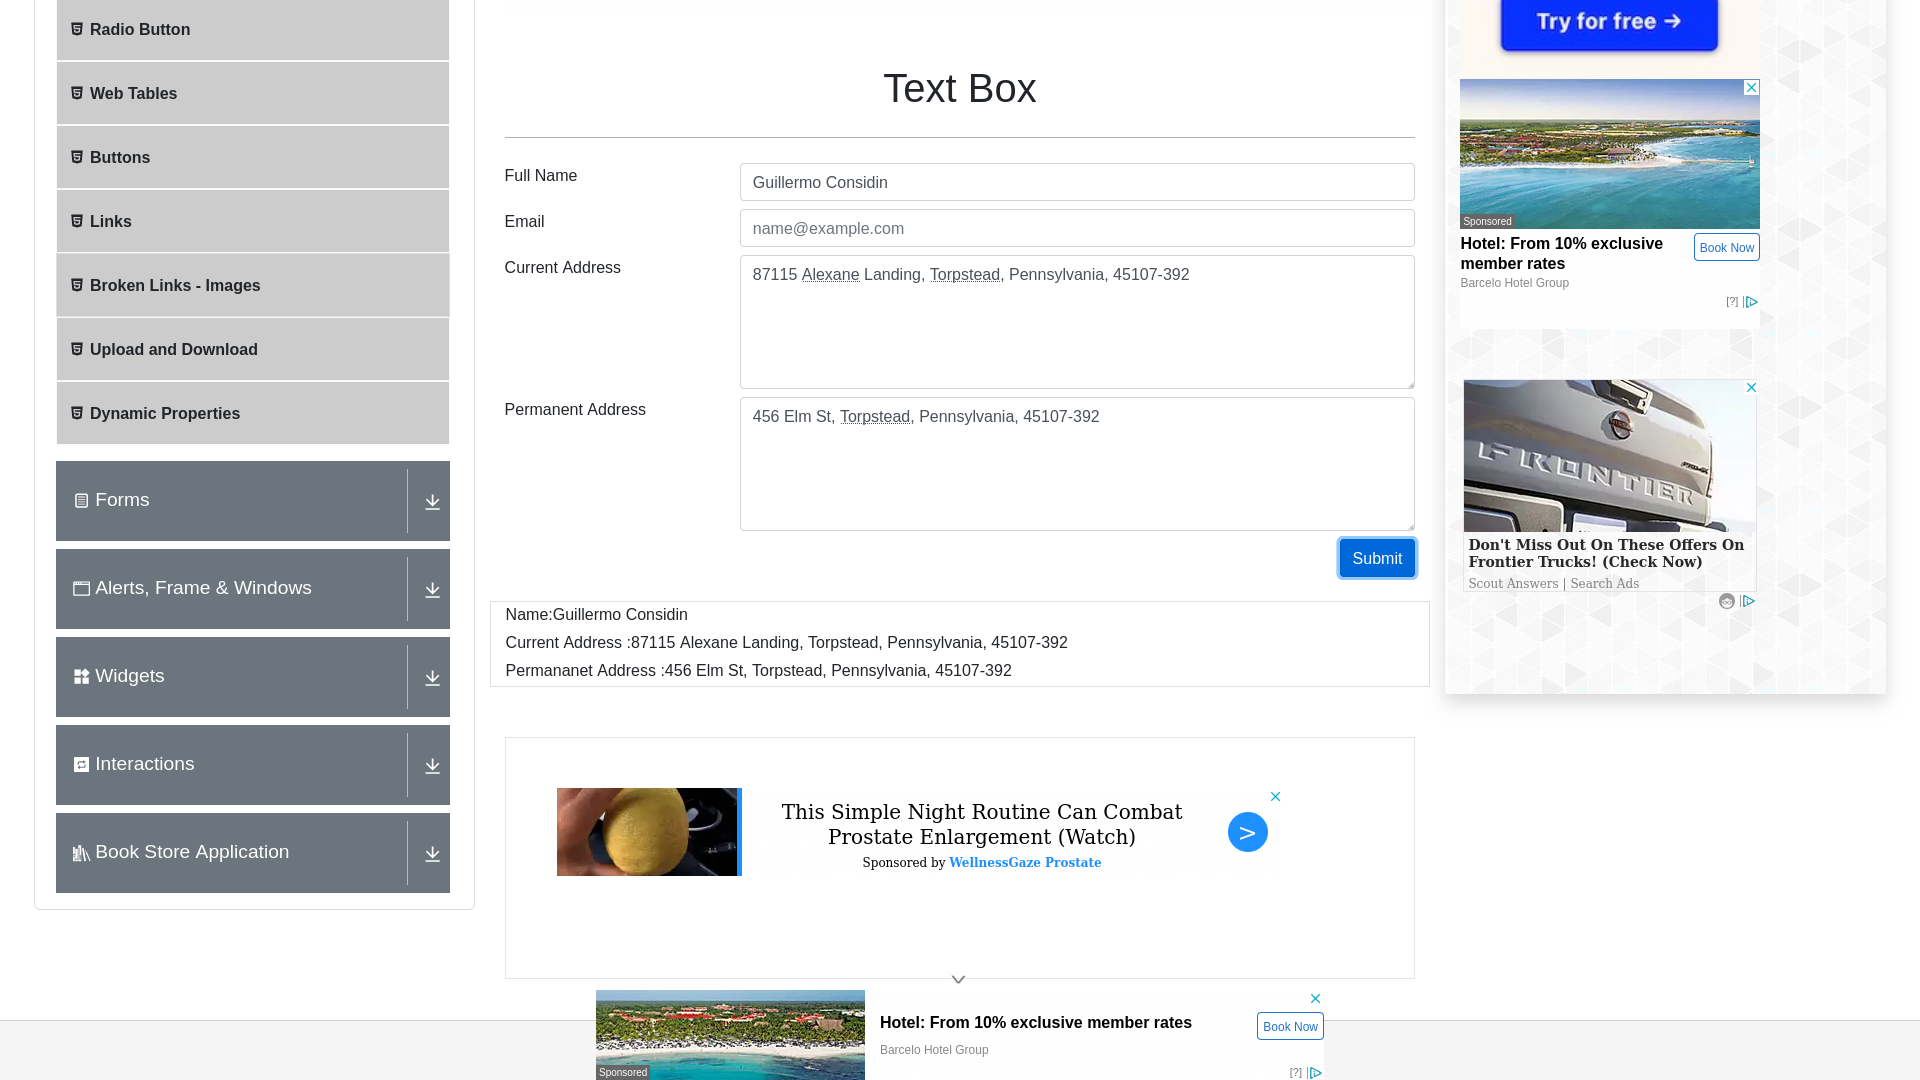 Radio Button
Web Tables
Buttons
Links
Broken Links - Images
Upload and Download
Dynamic Properties
Forms
Alerts, Frame & Windows
Widgets
Interactions
Book Store Application
Text Box
Full Name
Guillermo Considin
Email
name@example.com
Current Address
87115 Alexane Landing, Torpstead, Pennsylvania, 45107-392
Permanent Address
456 Elm St, Torpstead, Pennsylvania, 45107-392
Submit
Name:Guillermo Considin
Current Address :87115 Alexane Landing, Torpstead, Pennsylvania, 45107-392
Permananet Address :456 Elm St, Torpstead, Pennsylvania, 45107-392
This Simple Night Routine Can Combat
Prostate Enlargement (Watch)
Sponsored by WellnessGaze Prostate
>
Hotel: From 10% exclusive member rates
Barcelo Hotel Group
Book Now
Sponsored
[?]
Try for free →
Sponsored
Hotel: From 10% exclusive
member rates
Book Now
Barcelo Hotel Group
[?]
FRONTIER
PRO-4X
Don't Miss Out On These Offers On
Frontier Trucks! (Check Now)
Scout Answers | Search Ads